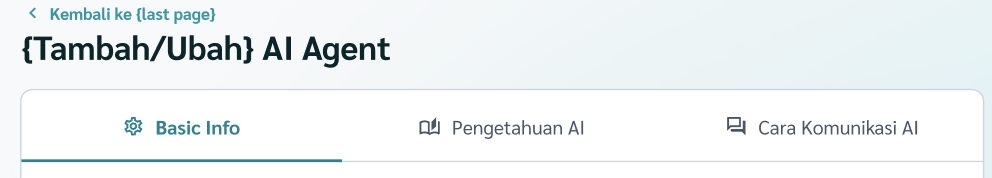 Kembali ke {last page}
{Tambah/Ubah} AI Agent
Basic Info
Pengetahuan AI
Cara Komunikasi AI